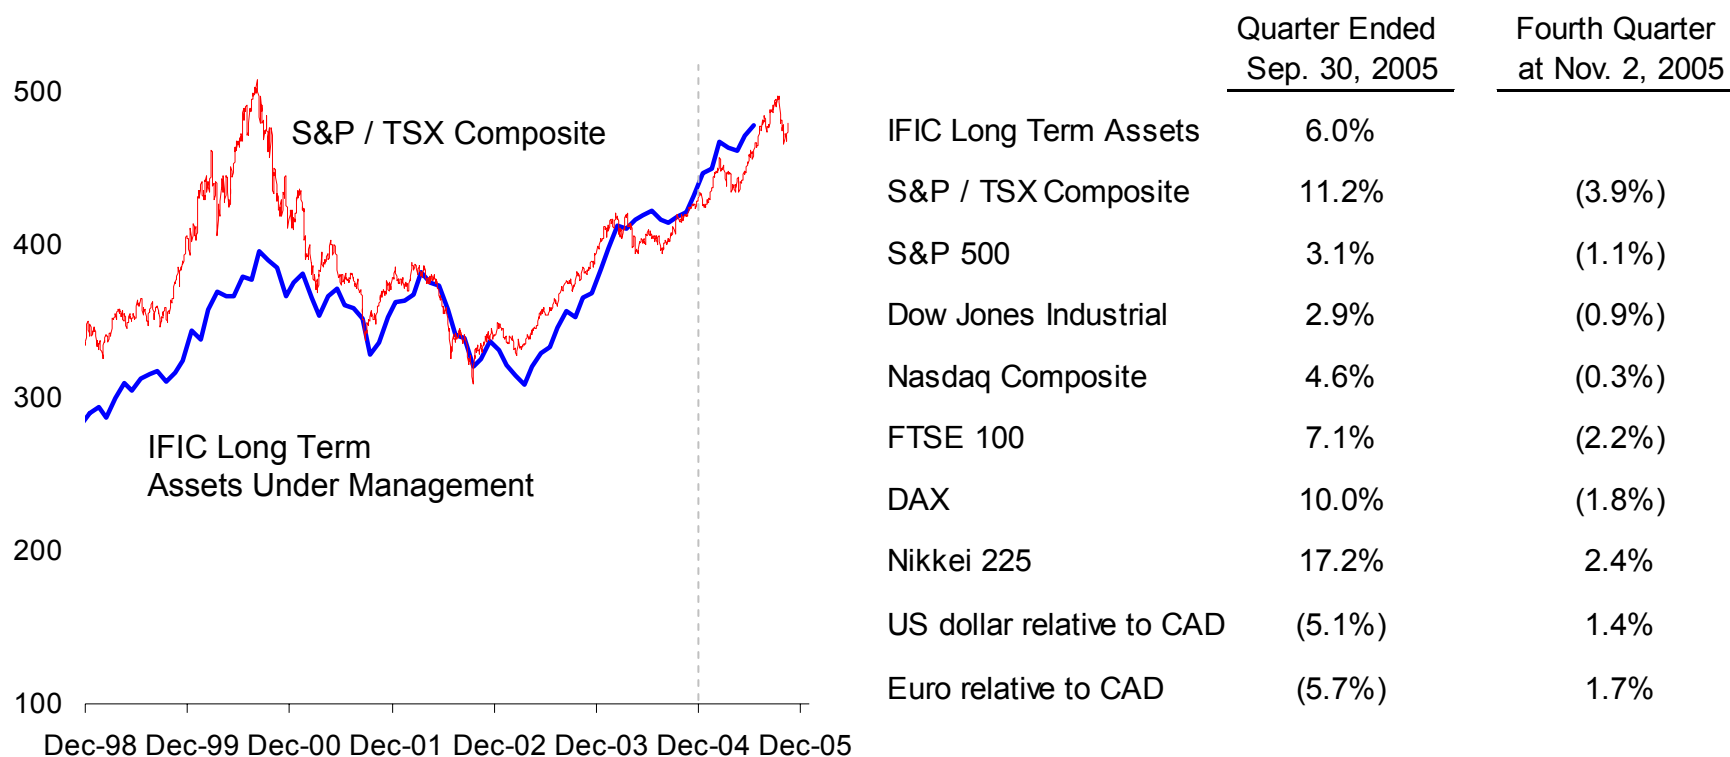 500
400
300
200
100
S&P / TSX Composite
IFIC Long Term
Assets Under Management
Dec-98 Dec-99 Dec-00 Dec-01 Dec-02 Dec-03 Dec-04 Dec-05
Quarter Ended Fourth Quarter
Sep. 30, 2005 at Nov. 2, 2005
IFIC Long Term Assets 6.0%
S&P / TSX Composite 11.2% (3.9%)
S&P 500 3.1% (1.1%)
Dow Jones Industrial 2.9% (0.9%)
Nasdaq Composite 4.6% (0.3%)
FTSE 100 7.1% (2.2%)
DAX 10.0% (1.8%)
Nikkei 225 17.2% 2.4%
US dollar relative to CAD (5.1%) 1.4%
Euro relative to CAD (5.7%) 1.7%